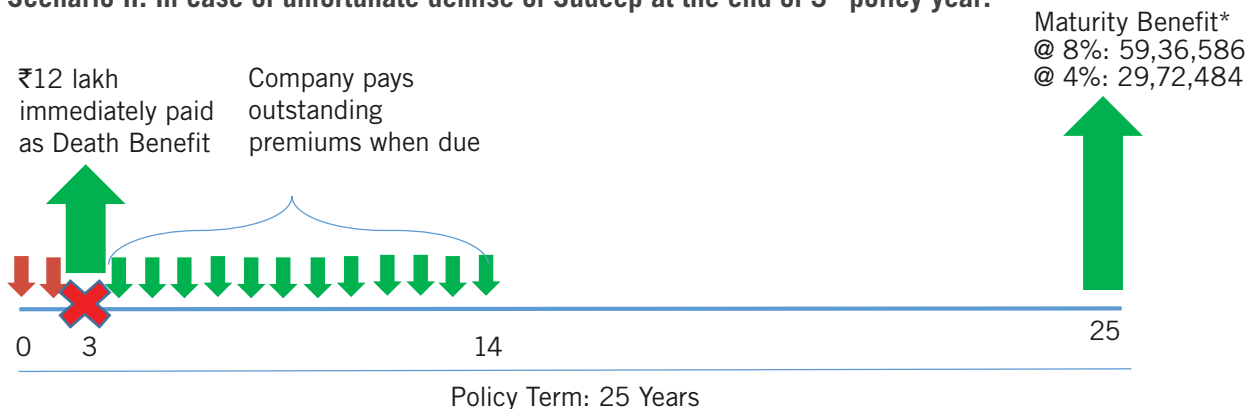 Maturity Benefit*
@ 8%: 59,36,586
@ 4%: 29,72,484
₹12 lakh
immediately paid
as Death Benefit
Company pays
outstanding
premiums when due
0 3 14 25
Policy Term: 25 Years